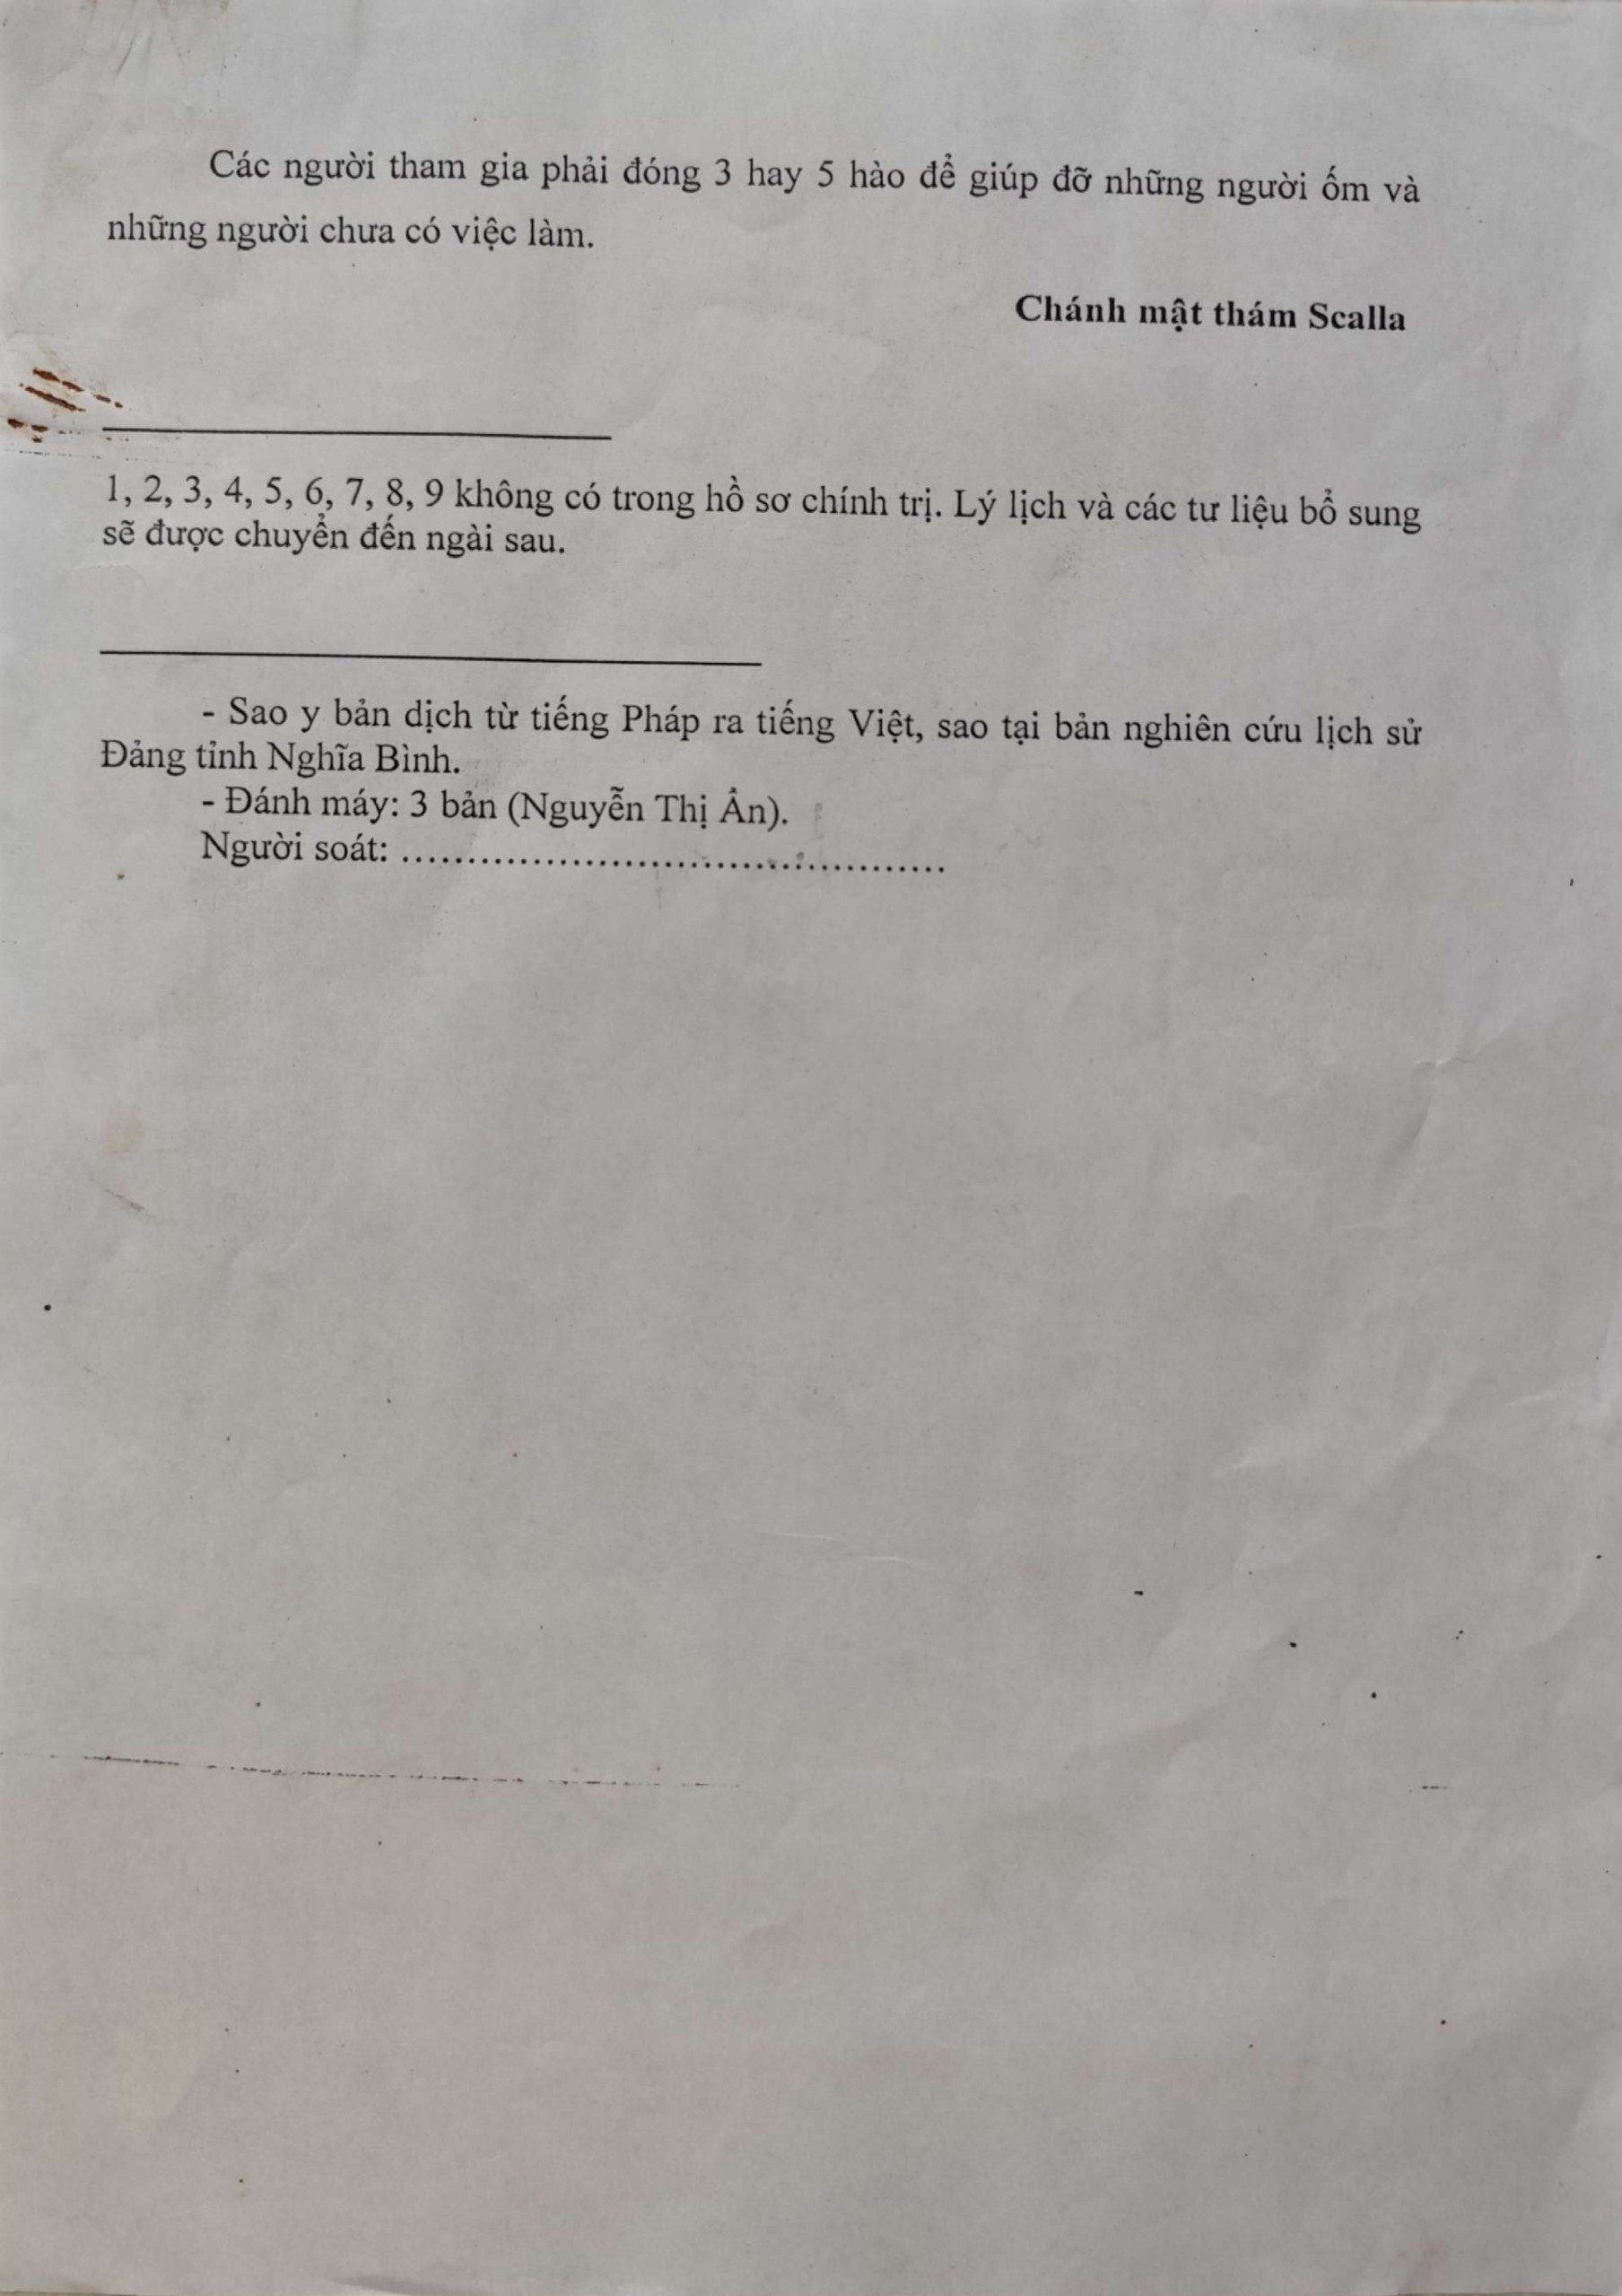 Các người tham gia phải đóng 3 hay 5 hào để giúp đỡ những người ốm và
những người chưa có việc làm.
Chánh mật thám Scalla
1, 2, 3, 4, 5, 6, 7, 8, 9 không có trong hồ sơ chính trị. Lý lịch và các tư liệu bổ sung
sẽ được chuyển đến ngài sau.
- Sao y bản dịch từ tiếng Pháp ra tiếng Việt, sao tại bản nghiên cứu lịch sử
Đảng tỉnh Nghĩa Bình.
- Đánh máy: 3 bản (Nguyễn Thị Ân).
Người soát: ..........................................